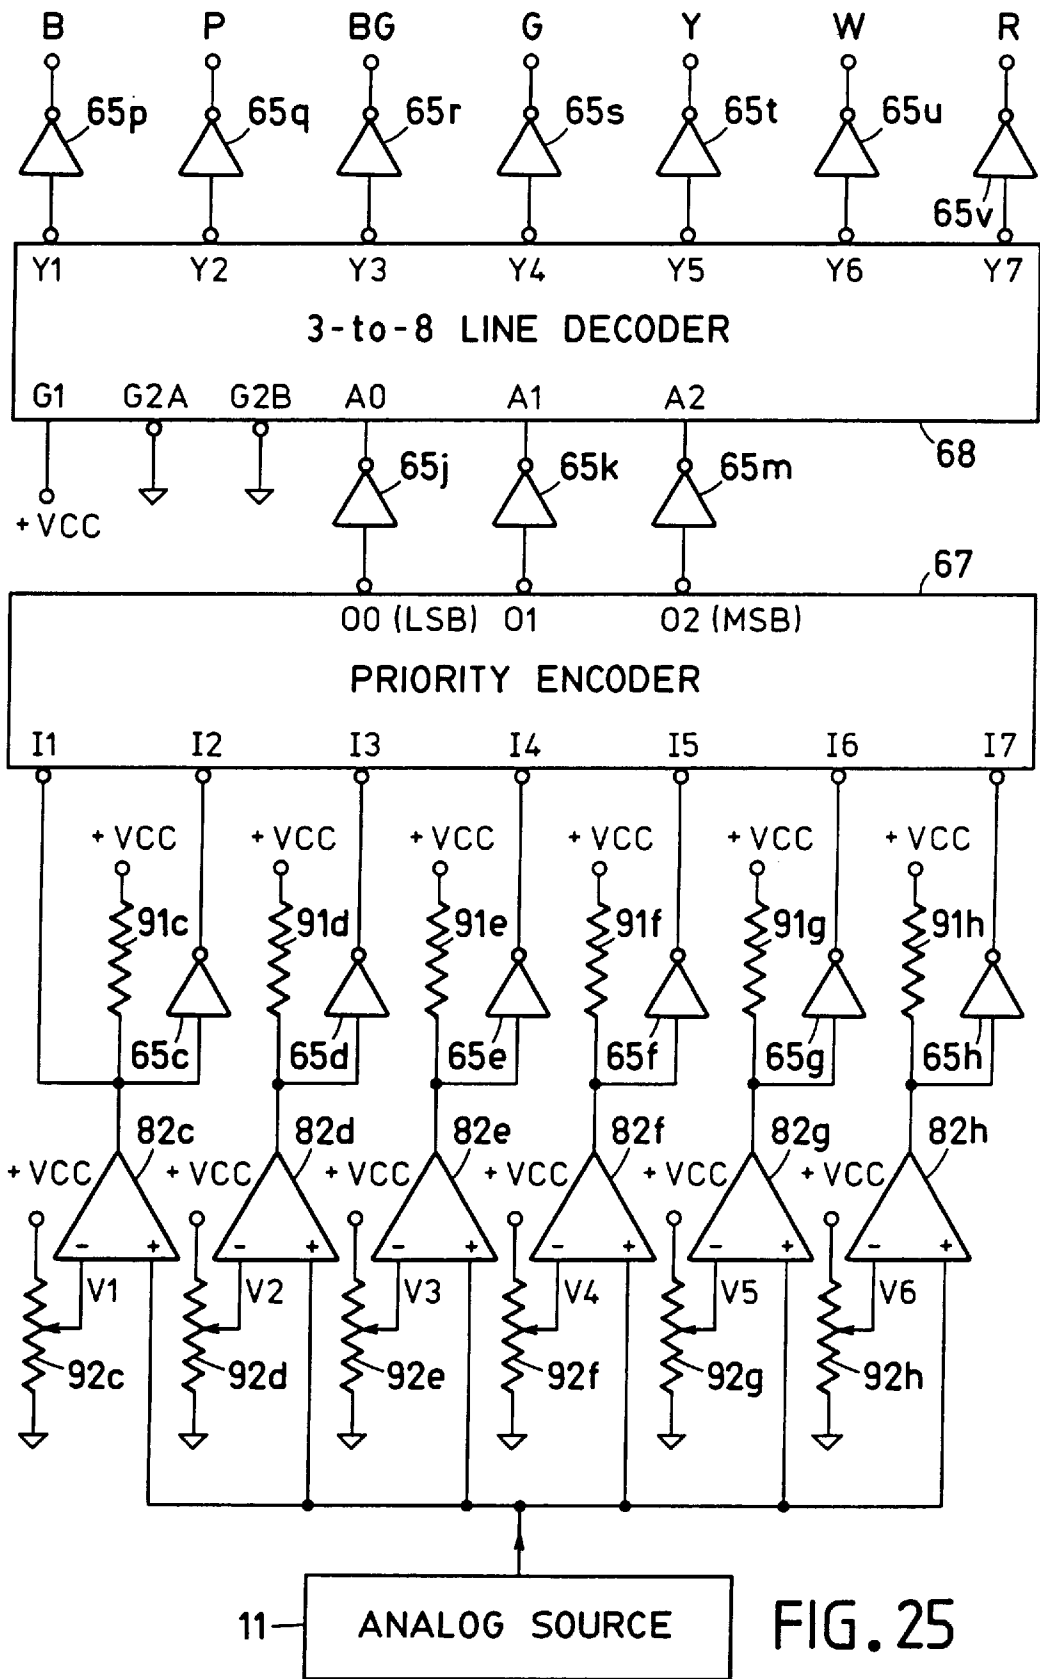 B P BG G Y W R
65p 65q 65r 65s 65t 65u
65v
Y1 Y2 Y3 Y4 Y5 Y6 Y7
3-to-8 LINE DECODER
G1 G2A G2B A0 A1 A2
68
65j 65k 65m
+VCC
67
O0 (LSB) O1 O2 (MSB)
PRIORITY ENCODER
I1 I2 I3 I4 I5 I6 I7
+VCC +VCC +VCC +VCC +VCC +VCC
91c 91d 91e 91f 91g 91h
65c 65d 65e 65f 65g 65h
82c 82d 82e 82f 82g 82h
+VCC +VCC +VCC +VCC +VCC +VCC
- + - + - + - + - + - +
V1 V2 V3 V4 V5 V6
92c 92d 92e 92f 92g 92h
11 ANALOG SOURCE
FIG. 25